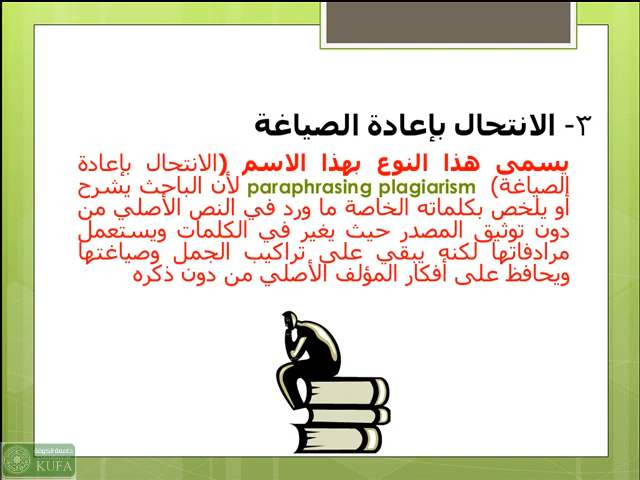 ٣- الانتحال بإعادة الصياغة
يسمى هذا النوع بهذا الاسم (الانتحال بإعادة
الصياغة) paraphrasing plagiarism لأن الباحث يشرح
أو يلخص بكلماته الخاصة ما ورد في النص الأصلي من
دون توثيق المصدر حيث يغير في الكلمات ويستعمل
مرادفاتها لكنه يبقي على تراكيب الجمل وصياغتها
ويحافظ على أفكار المؤلف الأصلي من دون ذكره
جامعة الكوفة
KUFA